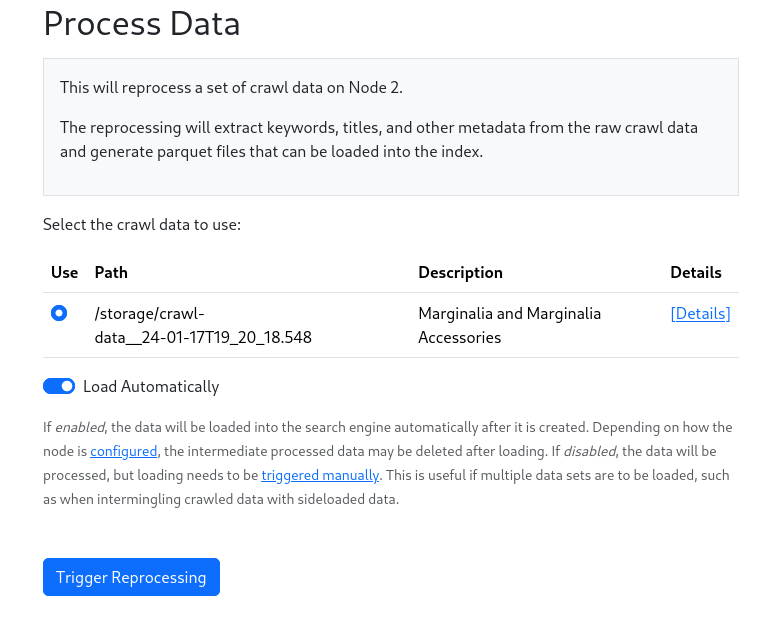 Process Data
This will reprocess a set of crawl data on Node 2.
The reprocessing will extract keywords, titles, and other metadata from the raw crawl data
and generate parquet files that can be loaded into the index.
Select the crawl data to use:
Use Path Description Details
/storage/crawl- Marginalia and Marginalia [Details]
data__24-01-17T19_20_18.548 Accessories
Load Automatically
If enabled, the data will be loaded into the search engine automatically after it is created. Depending on how the
node is configured, the intermediate processed data may be deleted after loading. If disabled, the data will be
processed, but loading needs to be triggered manually. This is useful if multiple data sets are to be loaded, such
as when intermingling crawled data with sideloaded data.
Trigger Reprocessing